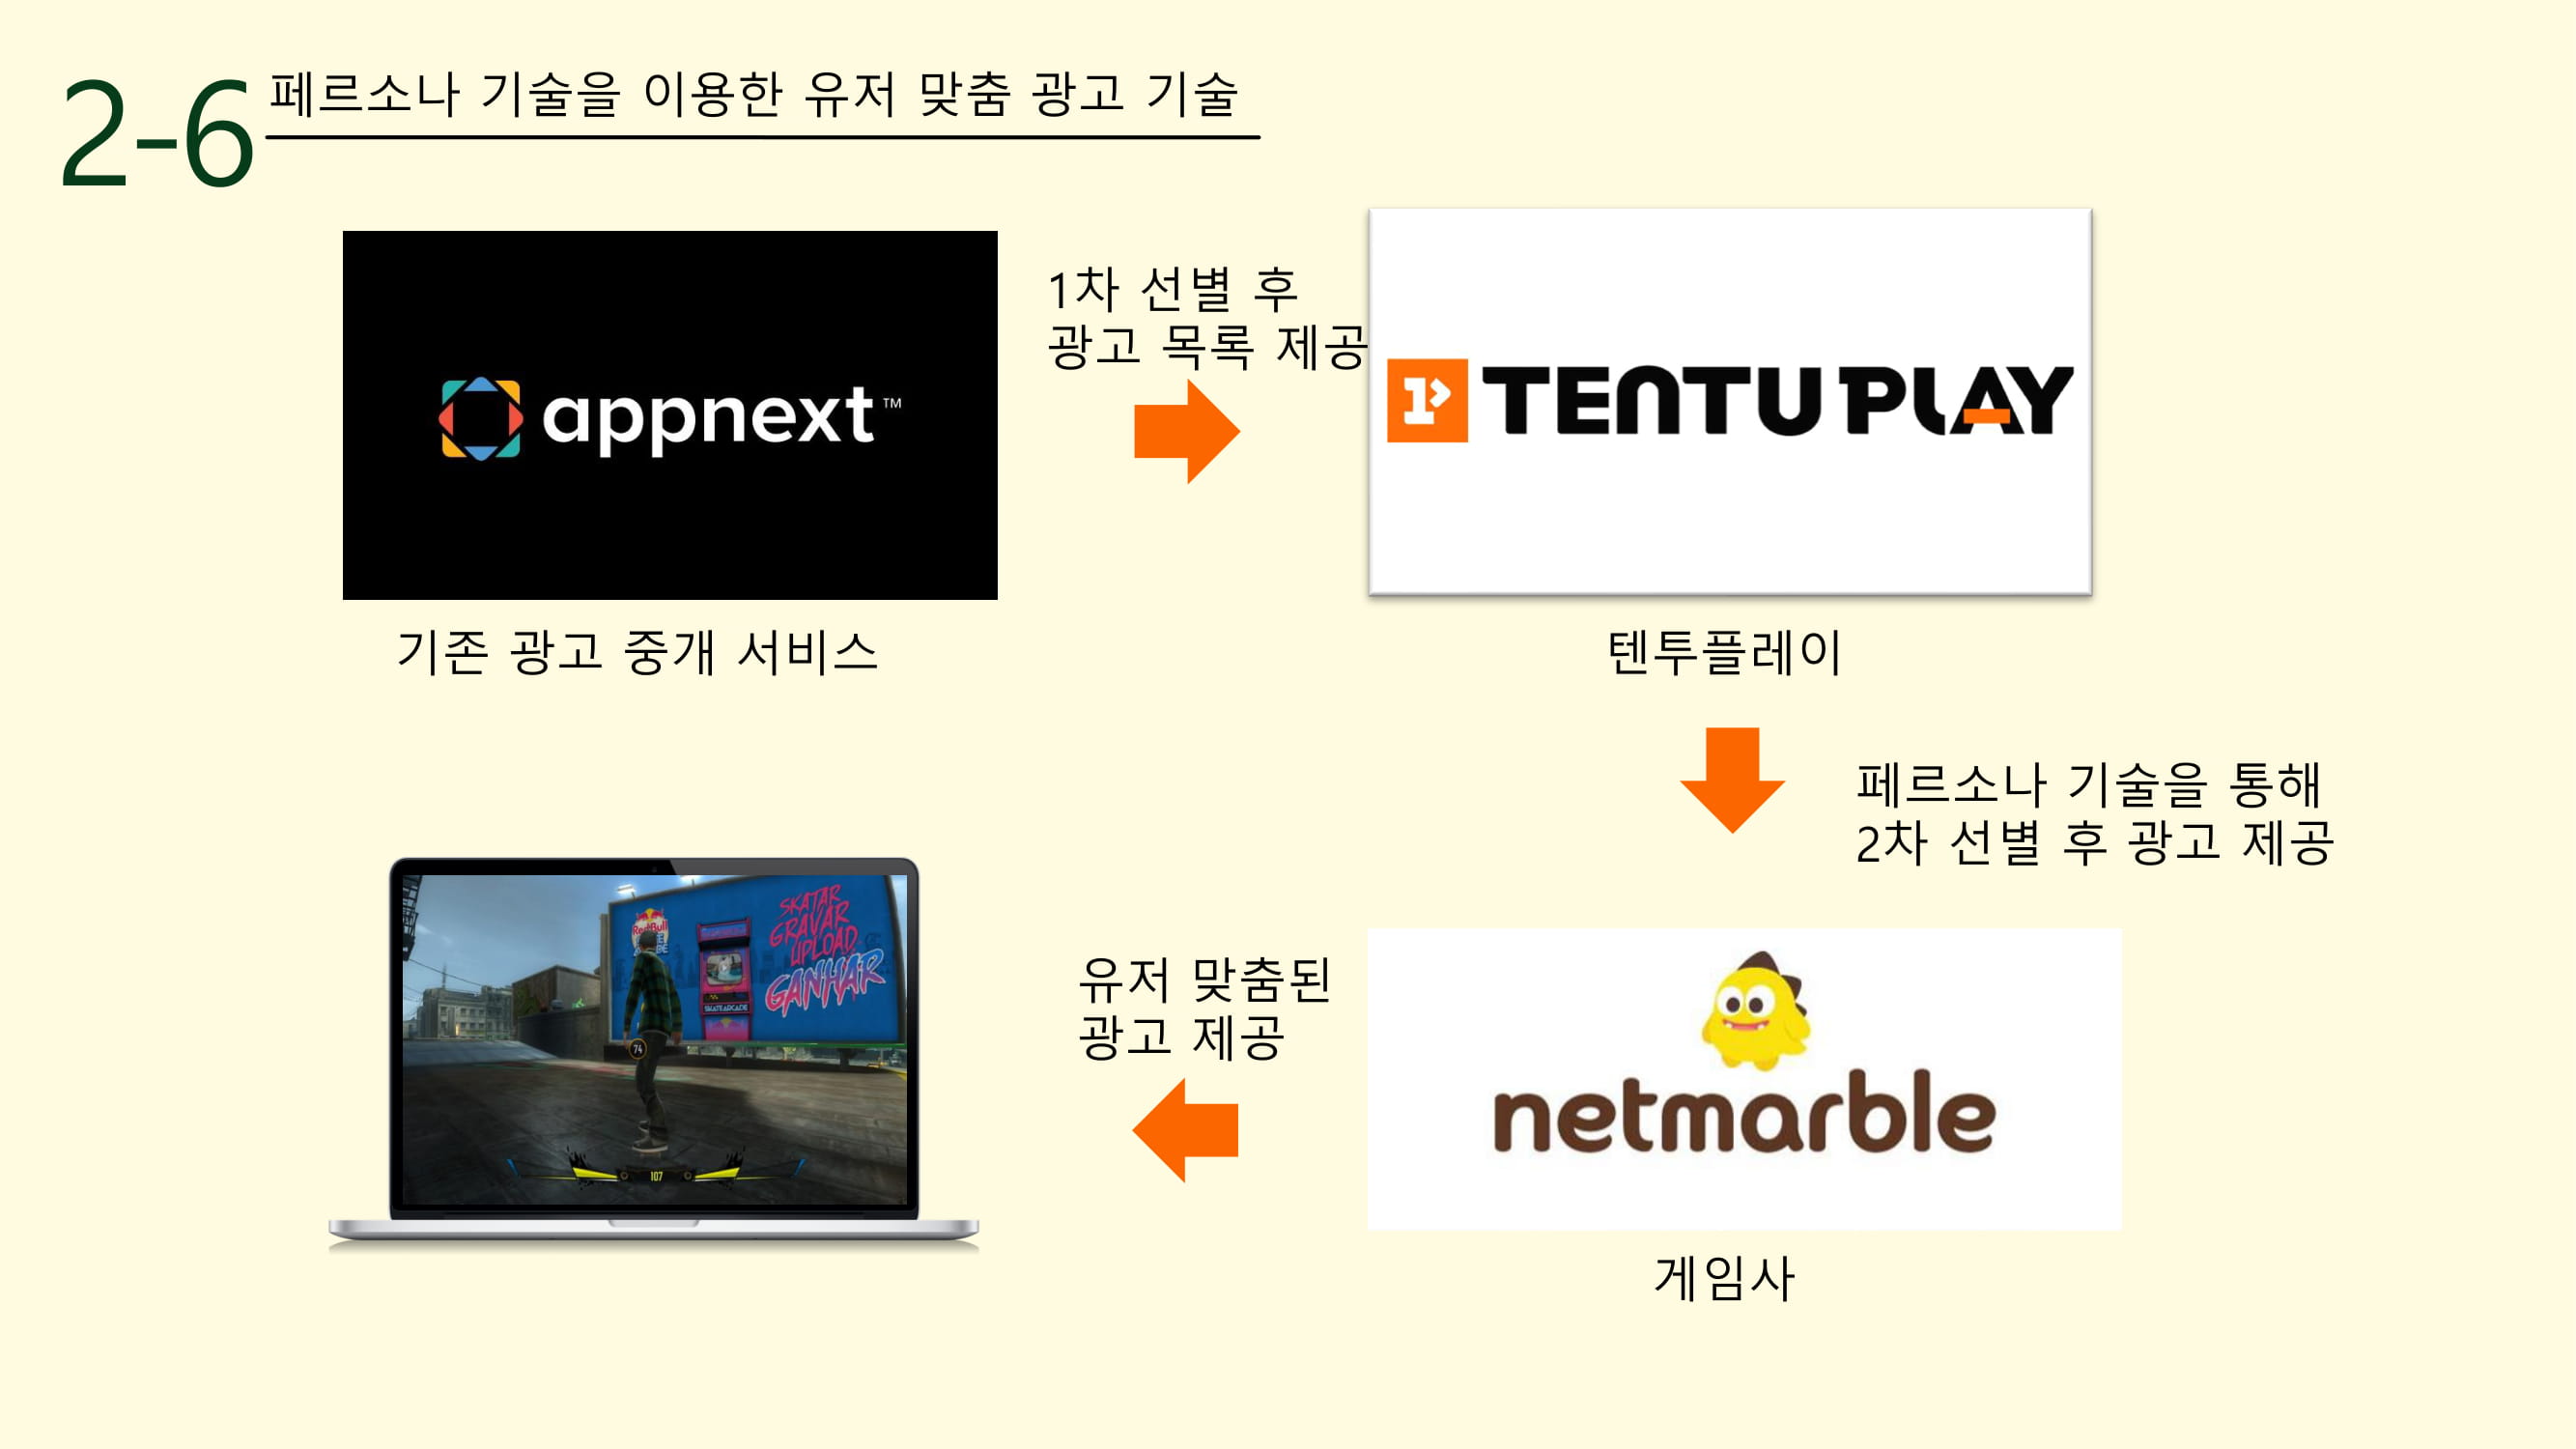 2-6
페르소나 기술을 이용한 유저 맞춤 광고 기술
appnext™
1차 선별 후
광고 목록 제공
TENTUPLAY
기존 광고 중개 서비스
텐투플레이
페르소나 기술을 통해
2차 선별 후 광고 제공
RedBull
SKATAR
GRAVAR
UPLOAD
GANHAR
SKATEARCADE
74
107
유저 맞춤된
광고 제공
netmarble
게임사